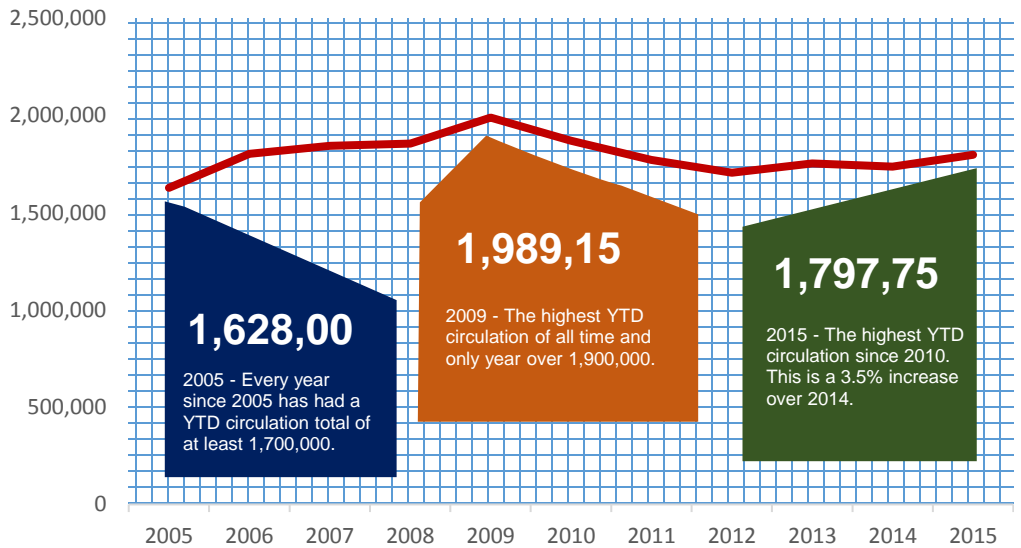 2,500,000
2,000,000
1,500,000
1,000,000
500,000
0
1,628,00
2005 - Every year
since 2005 has had a
YTD circulation total of
at least 1,700,000.
1,989,15
2009 - The highest YTD
circulation of all time and
only year over 1,900,000.
1,797,75
2015 - The highest YTD
circulation since 2010.
This is a 3.5% increase
over 2014.
2005 2006 2007 2008 2009 2010 2011 2012 2013 2014 2015